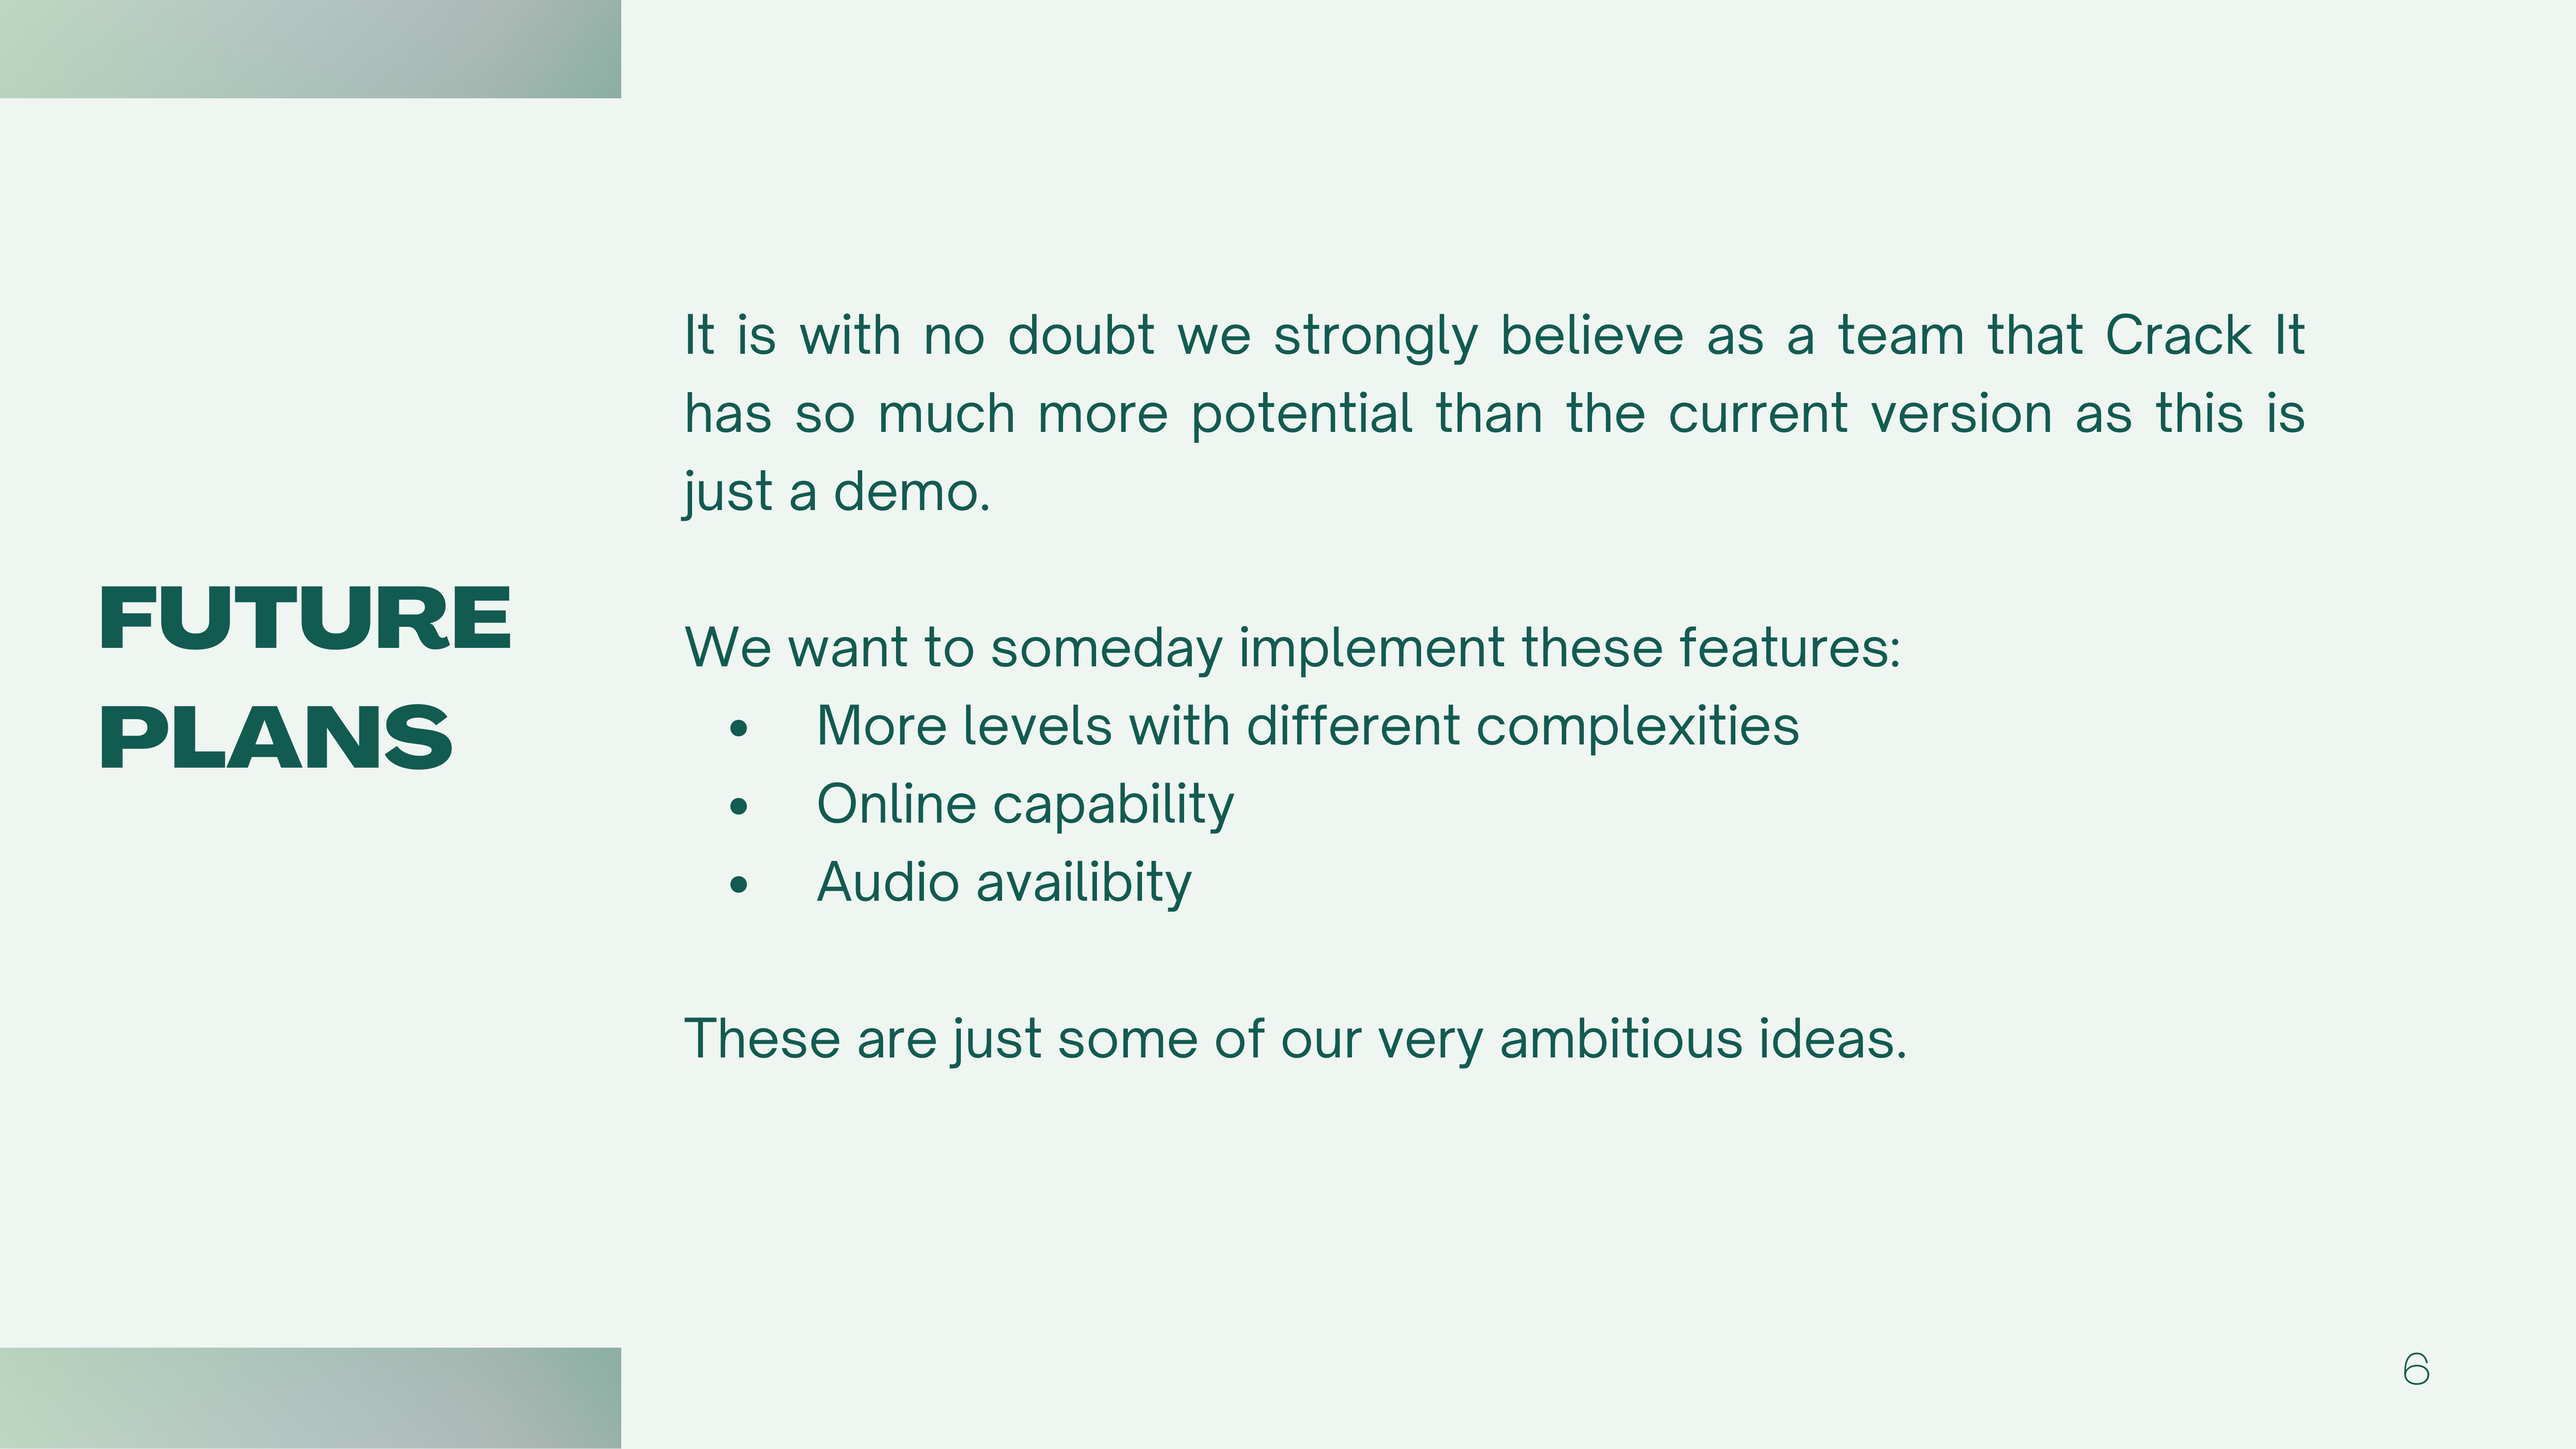 FUTURE
PLANS
It is with no doubt we strongly believe as a team that Crack It
has so much more potential than the current version as this is
just a demo.
We want to someday implement these features:
• More levels with different complexities
• Online capability
• Audio availibity
These are just some of our very ambitious ideas.
6